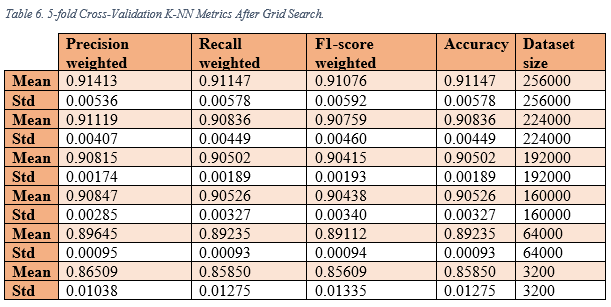 Table 6. 5-fold Cross-Validation K-NN Metrics After Grid Search.
Precision weighted Recall weighted F1-score weighted Accuracy Dataset size
Mean 0.91413 0.91147 0.91076 0.91147 256000
Std 0.00536 0.00578 0.00592 0.00578 256000
Mean 0.91119 0.90836 0.90759 0.90836 224000
Std 0.00407 0.00449 0.00460 0.00449 224000
Mean 0.90815 0.90502 0.90415 0.90502 192000
Std 0.00174 0.00189 0.00193 0.00189 192000
Mean 0.90847 0.90526 0.90438 0.90526 160000
Std 0.00285 0.00327 0.00340 0.00327 160000
Mean 0.89645 0.89235 0.89112 0.89235 64000
Std 0.00095 0.00093 0.00094 0.00093 64000
Mean 0.86509 0.85850 0.85609 0.85850 3200
Std 0.01038 0.01275 0.01335 0.01275 3200